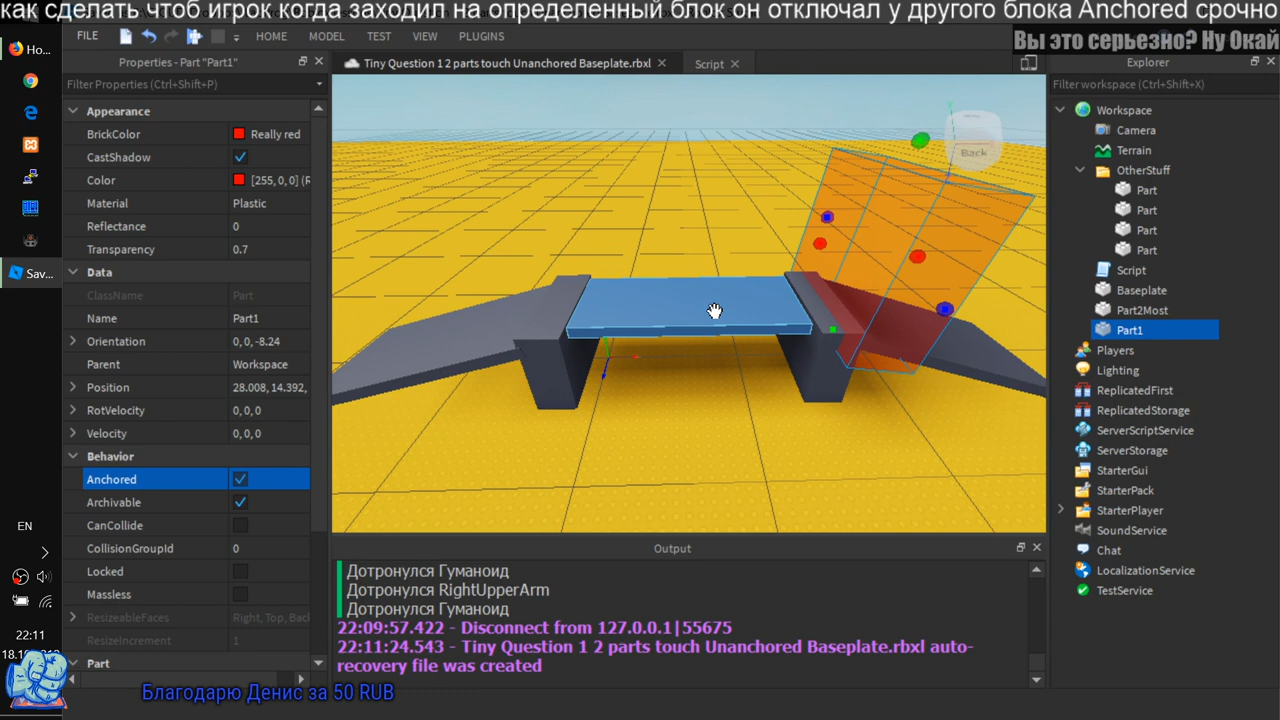 как сделать чтоб игрок когда заходил на определенный блок он отключал у другого блока Anchored срочно
Вы это серьезно? Ну Окай
FILE
HOME
MODEL
TEST
VIEW
PLUGINS
Ho...
Sav...
EN
22:11
Properties - Part "Part1"
Filter Properties (Ctrl+Shift+P)
Appearance
BrickColor Really red
CastShadow
Color [255, 0, 0] (R
Material Plastic
Reflectance 0
Transparency 0.7
Data
ClassName Part
Name Part1
Orientation 0, 0, -8.24
Parent Workspace
Position 28.008, 14.392,
RotVelocity 0, 0, 0
Velocity 0, 0, 0
Behavior
Anchored
Archivable
CanCollide
CollisionGroupId 0
Locked
Massless
ResizeableFaces Right, Top, Back
ResizeIncrement 1
Part
Tiny Question 1 2 parts touch Unanchored Baseplate.rbxl
Script
Back
Output
Дотронулся Гуманоид
Дотронулся RightUpperArm
Дотронулся Гуманоид
22:09:57.422 - Disconnect from 127.0.0.1|55675
22:11:24.543 - Tiny Question 1 2 parts touch Unanchored Baseplate.rbxl auto-
recovery file was created
Explorer
Filter workspace (Ctrl+Shift+X)
Workspace
Camera
Terrain
OtherStuff
Part
Part
Part
Part
Script
Baseplate
Part2Most
Part1
Players
Lighting
ReplicatedFirst
ReplicatedStorage
ServerScriptService
ServerStorage
StarterGui
StarterPack
StarterPlayer
SoundService
Chat
LocalizationService
TestService
Благодарю Денис за 50 RUB